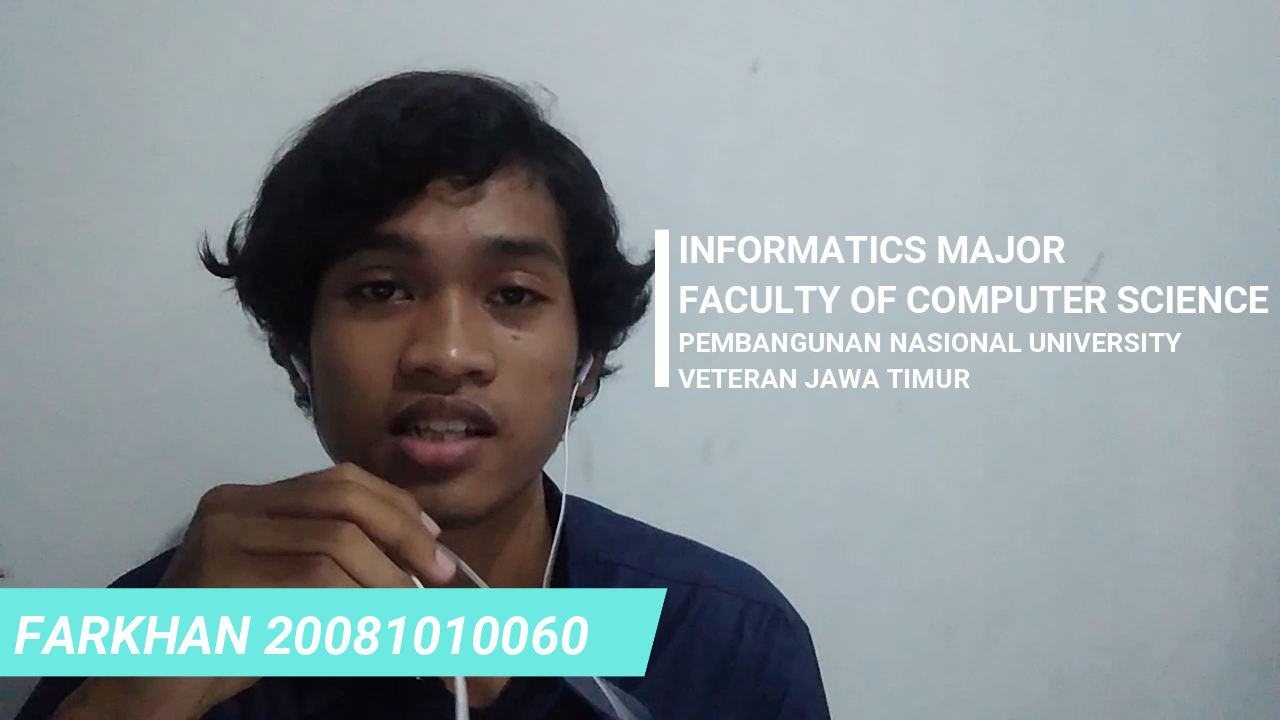 INFORMATICS MAJOR
FACULTY OF COMPUTER SCIENCE
PEMBANGUNAN NASIONAL UNIVERSITY
VETERAN JAWA TIMUR
FARKHAN 20081010060